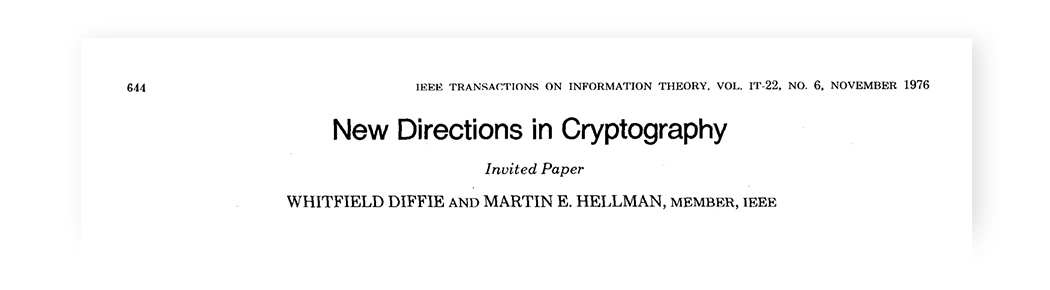 644 IEEE TRANSACTIONS ON INFORMATION THEORY, VOL. IT-22, NO. 6, NOVEMBER 1976
New Directions in Cryptography
Invited Paper
WHITFIELD DIFFIE AND MARTIN E. HELLMAN, MEMBER, IEEE